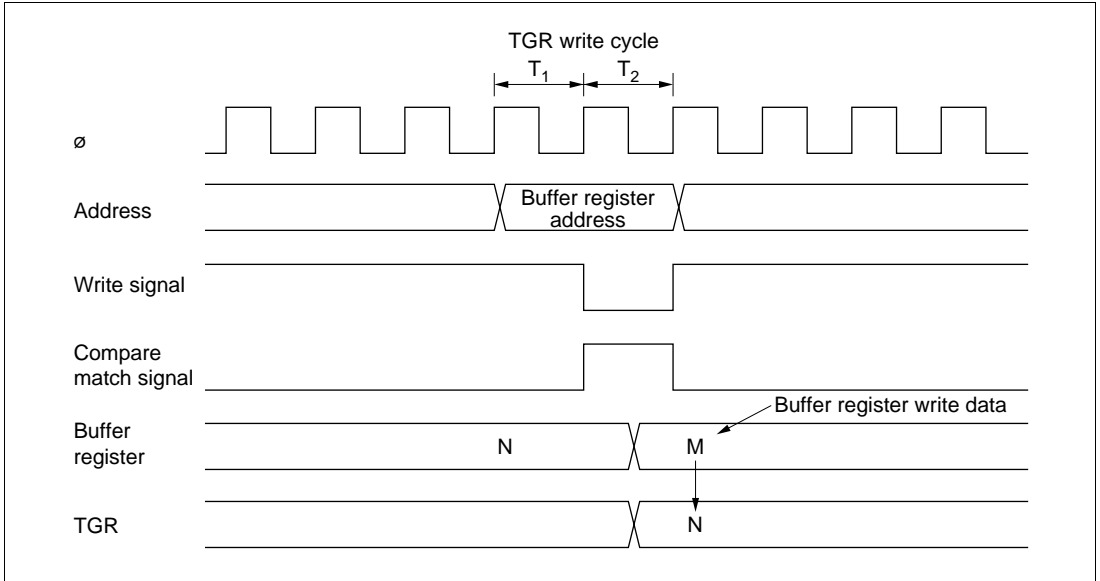 TGR write cycle
T1 T2
ø
Address
Buffer register
address
Write signal
Compare
match signal
Buffer register write data
Buffer
register
N M
TGR
N